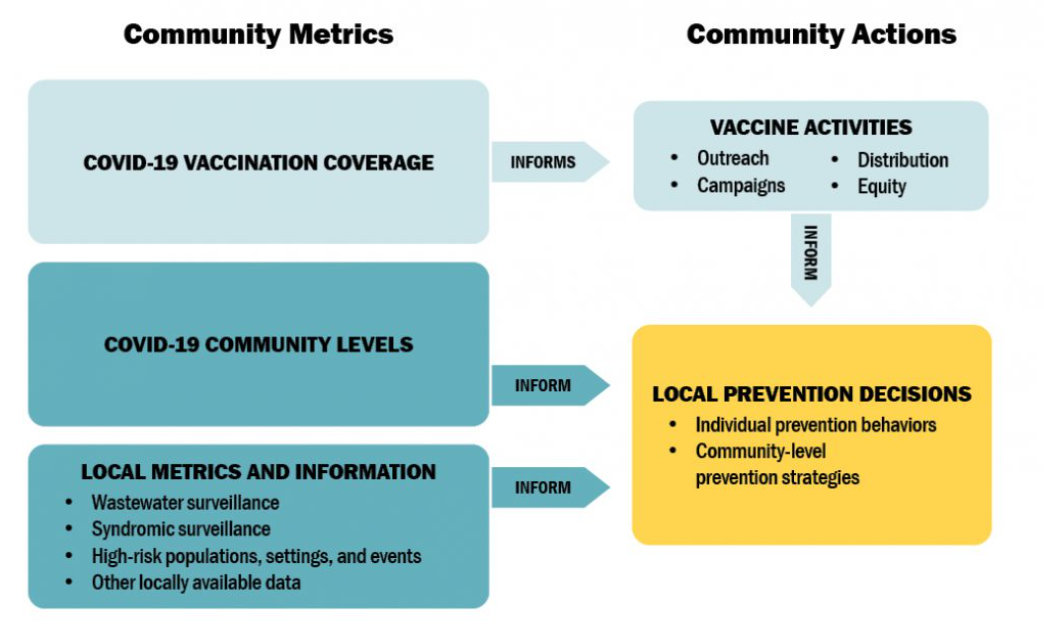 Community Metrics
Community Actions
COVID-19 VACCINATION COVERAGE
INFORMS
VACCINE ACTIVITIES
• Outreach
• Campaigns
• Distribution
• Equity
INFORM
COVID-19 COMMUNITY LEVELS
INFORM
LOCAL PREVENTION DECISIONS
• Individual prevention behaviors
• Community-level
prevention strategies
LOCAL METRICS AND INFORMATION
• Wastewater surveillance
• Syndromic surveillance
• High-risk populations, settings, and events
• Other locally available data
INFORM